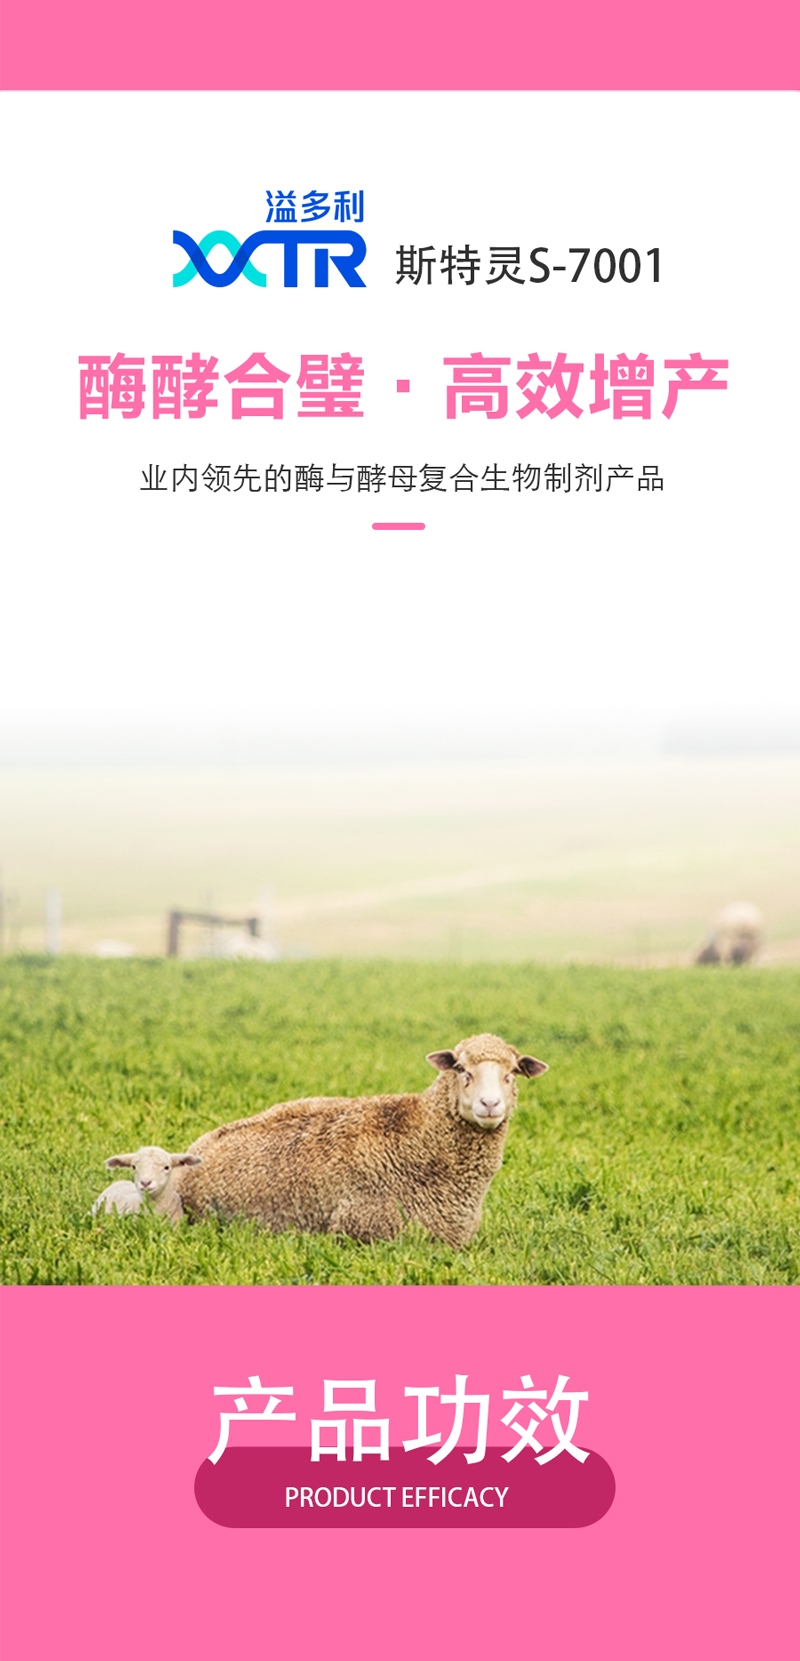 溢多利
XXTR 斯特灵S-7001
酶酵合璧·高效增产
业内领先的酶与酵母复合生物制剂产品
产品功效
PRODUCT EFFICACY